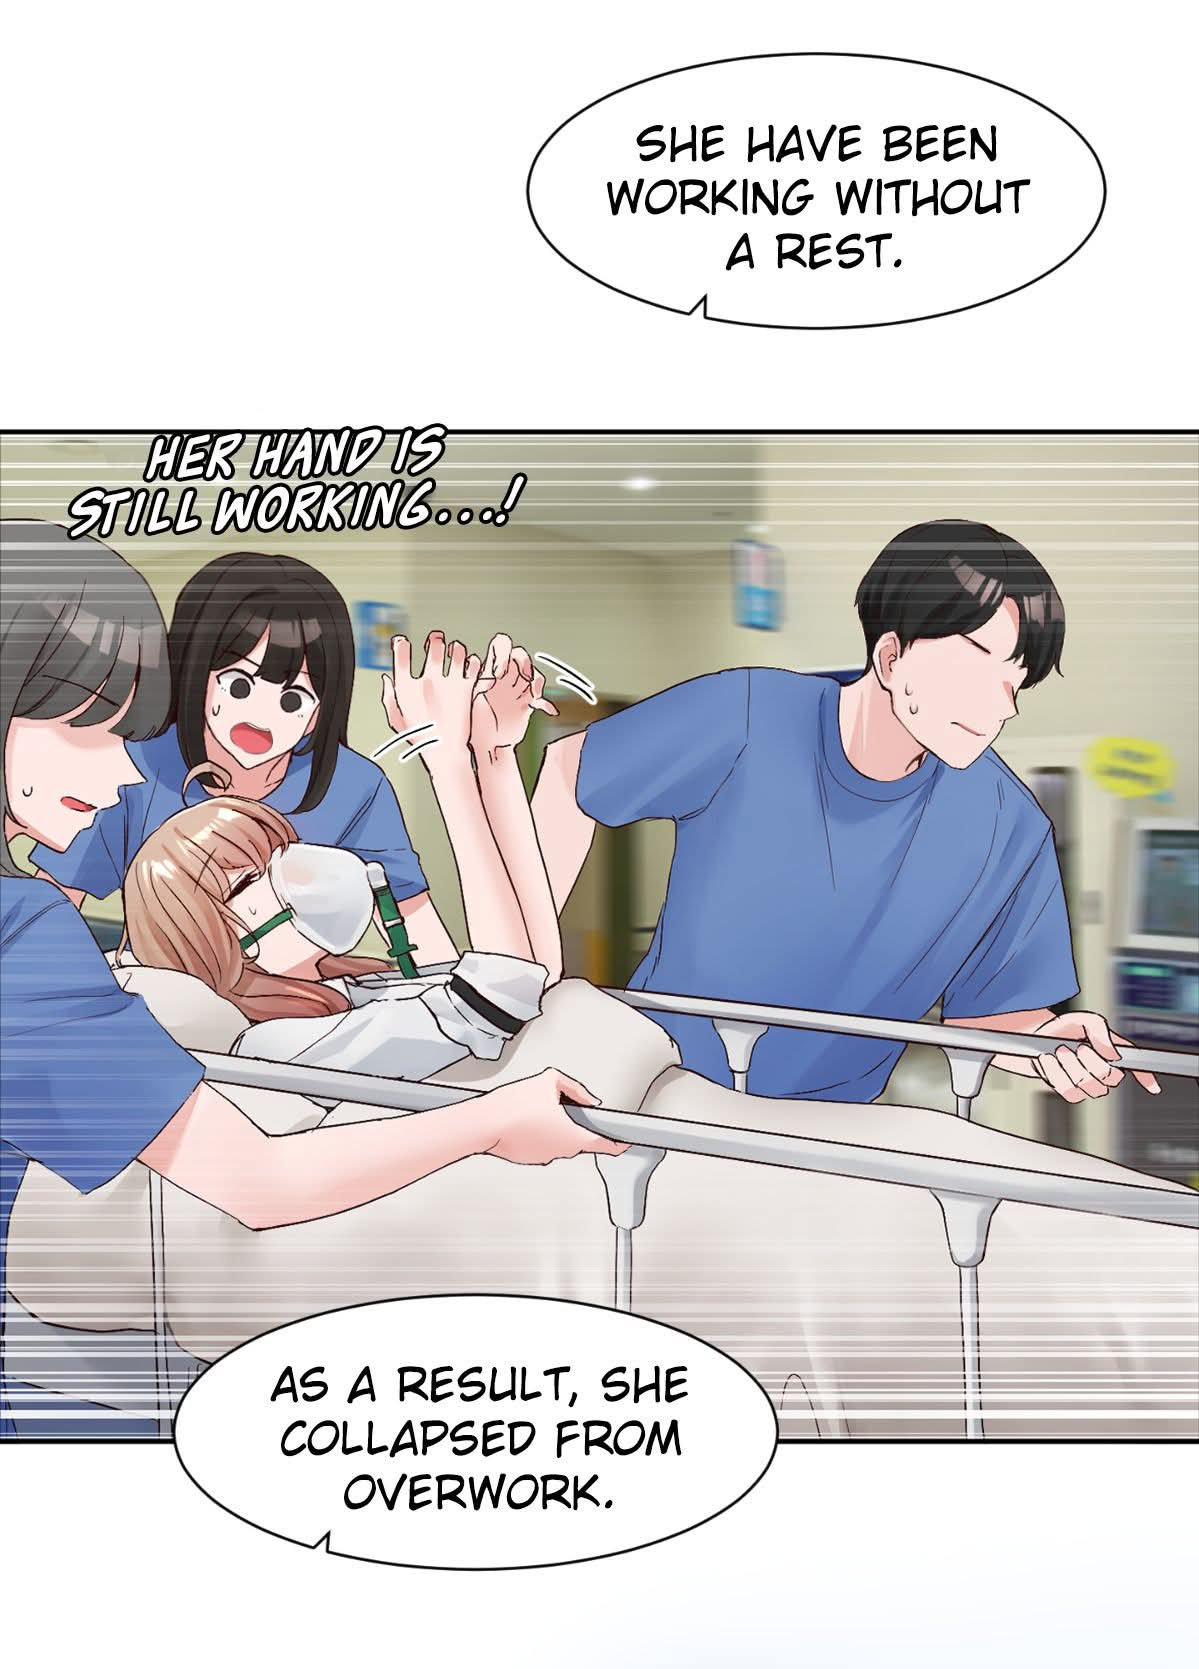 SHE HAVE BEEN
WORKING WITHOUT
A REST.
HER HAND IS
STILL WORKING...!
AS A RESULT, SHE
COLLAPSED FROM
OVERWORK.